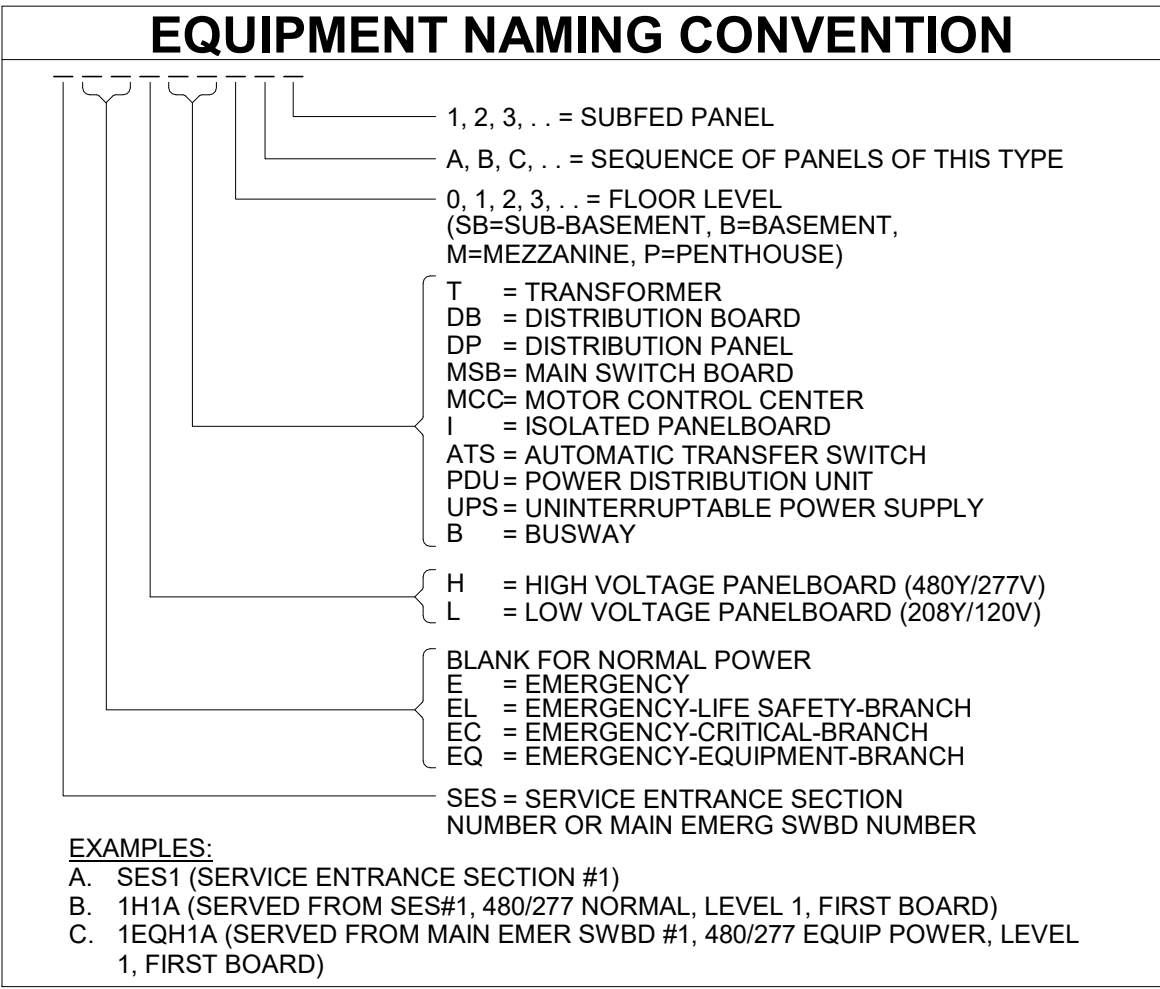 EQUIPMENT NAMING CONVENTION
1, 2, 3, . . = SUBFED PANEL
A, B, C, . . = SEQUENCE OF PANELS OF THIS TYPE
0, 1, 2, 3, . . = FLOOR LEVEL
(SB=SUB-BASEMENT, B=BASEMENT,
M=MEZZANINE, P=PENTHOUSE)
T = TRANSFORMER
DB = DISTRIBUTION BOARD
DP = DISTRIBUTION PANEL
MSB= MAIN SWITCH BOARD
MCC= MOTOR CONTROL CENTER
I = ISOLATED PANELBOARD
ATS = AUTOMATIC TRANSFER SWITCH
PDU= POWER DISTRIBUTION UNIT
UPS= UNINTERRUPTABLE POWER SUPPLY
B = BUSWAY
H = HIGH VOLTAGE PANELBOARD (480Y/277V)
L = LOW VOLTAGE PANELBOARD (208Y/120V)
BLANK FOR NORMAL POWER
E = EMERGENCY
EL = EMERGENCY-LIFE SAFETY-BRANCH
EC = EMERGENCY-CRITICAL-BRANCH
EQ = EMERGENCY-EQUIPMENT-BRANCH
SES = SERVICE ENTRANCE SECTION
NUMBER OR MAIN EMERG SWBD NUMBER
EXAMPLES:
A. SES1 (SERVICE ENTRANCE SECTION #1)
B. 1H1A (SERVED FROM SES#1, 480/277 NORMAL, LEVEL 1, FIRST BOARD)
C. 1EQH1A (SERVED FROM MAIN EMER SWBD #1, 480/277 EQUIP POWER, LEVEL
1, FIRST BOARD)